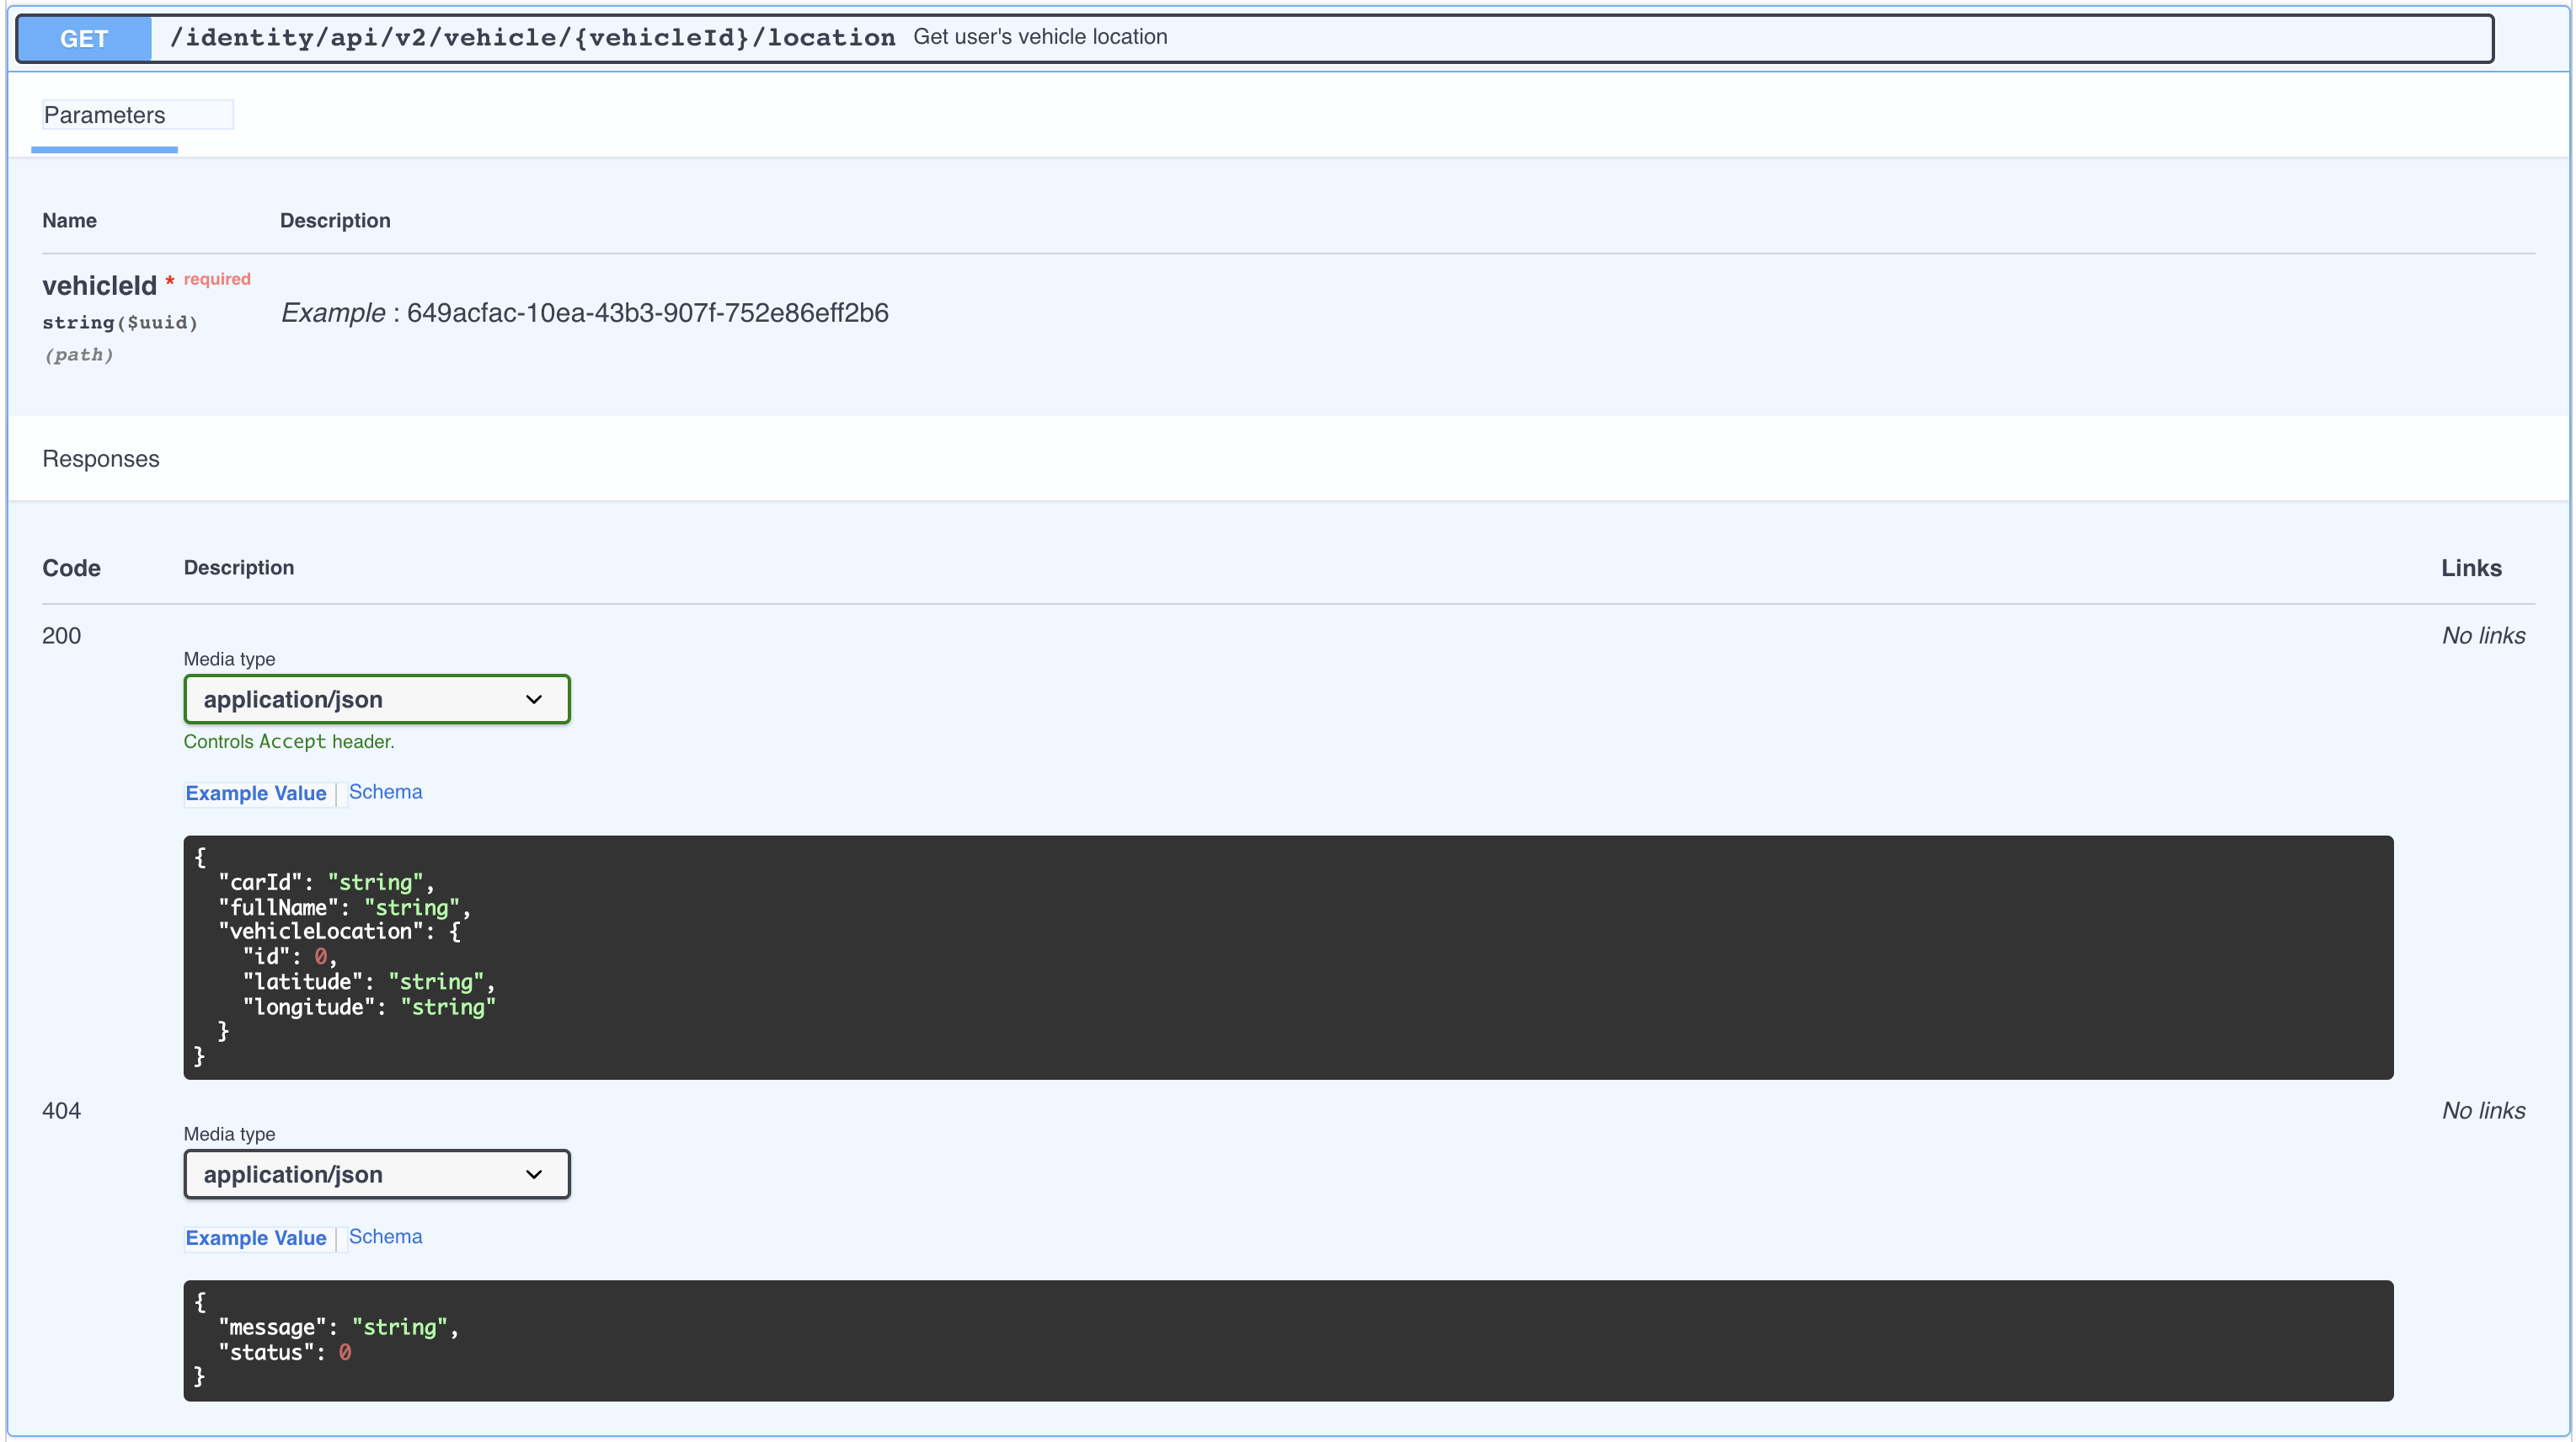 GET /identity/api/v2/vehicle/{vehicleId}/location Get user's vehicle location
Parameters
Name Description
vehicleId * required
string($uuid)
(path)
Example : 649acfac-10ea-43b3-907f-752e86eff2b6
Responses
Code Description Links
200 No links
Media type
application/json
Controls Accept header.
Example Value Schema
{
  "carId": "string",
  "fullName": "string",
  "vehicleLocation": {
    "id": 0,
    "latitude": "string",
    "longitude": "string"
  }
}
404 No links
Media type
application/json
Example Value Schema
{
  "message": "string",
  "status": 0
}